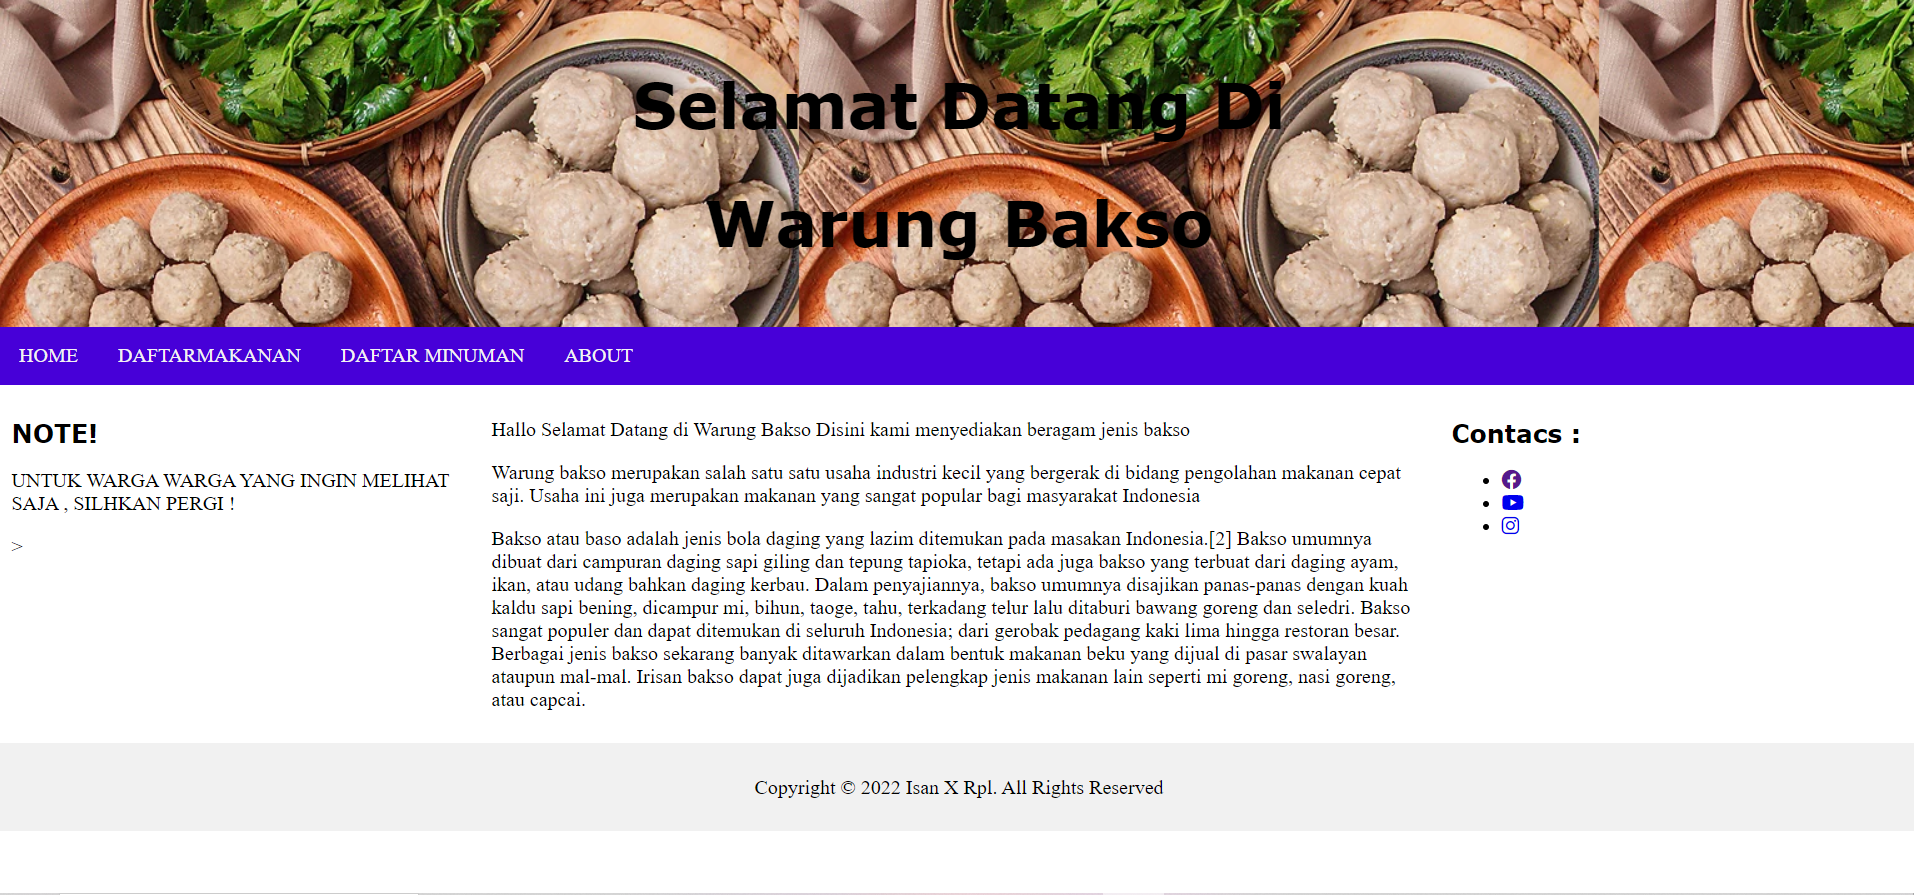 Selamat Datang Di
Warung Bakso
HOME DAFTARMAKANAN DAFTAR MINUMAN ABOUT
NOTE!
UNTUK WARGA WARGA YANG INGIN MELIHAT
SAJA , SILHKAN PERGI !
>
Hallo Selamat Datang di Warung Bakso Disini kami menyediakan beragam jenis bakso
Warung bakso merupakan salah satu satu usaha industri kecil yang bergerak di bidang pengolahan makanan cepat
saji. Usaha ini juga merupakan makanan yang sangat popular bagi masyarakat Indonesia
Bakso atau baso adalah jenis bola daging yang lazim ditemukan pada masakan Indonesia.[2] Bakso umumnya
dibuat dari campuran daging sapi giling dan tepung tapioka, tetapi ada juga bakso yang terbuat dari daging ayam,
ikan, atau udang bahkan daging kerbau. Dalam penyajiannya, bakso umumnya disajikan panas-panas dengan kuah
kaldu sapi bening, dicampur mi, bihun, taoge, tahu, terkadang telur lalu ditaburi bawang goreng dan seledri. Bakso
sangat populer dan dapat ditemukan di seluruh Indonesia; dari gerobak pedagang kaki lima hingga restoran besar.
Berbagai jenis bakso sekarang banyak ditawarkan dalam bentuk makanan beku yang dijual di pasar swalayan
ataupun mal-mal. Irisan bakso dapat juga dijadikan pelengkap jenis makanan lain seperti mi goreng, nasi goreng,
atau capcai.
Contacs :
Copyright © 2022 Isan X Rpl. All Rights Reserved